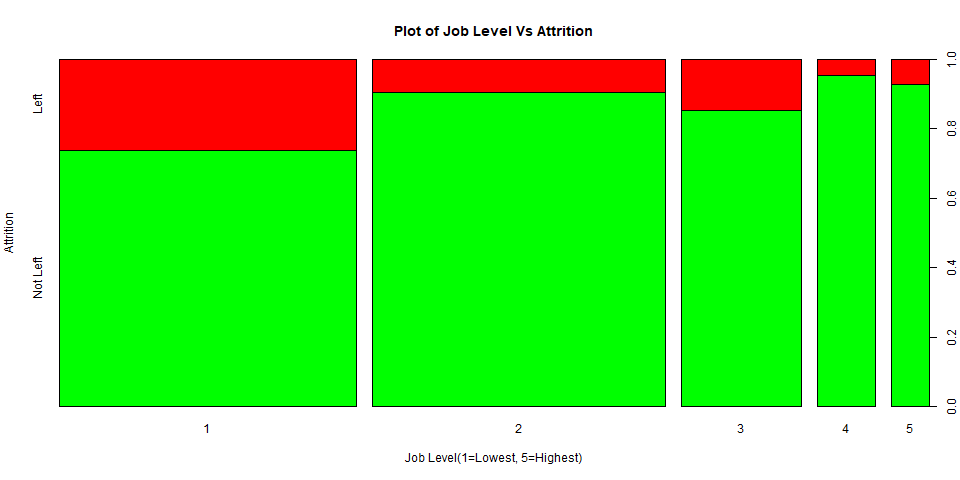 Plot of Job Level Vs Attrition
Attrition
Left
Not Left
1.0
0.8
0.6
0.4
0.2
0.0
1 2 3 4 5
Job Level(1=Lowest, 5=Highest)